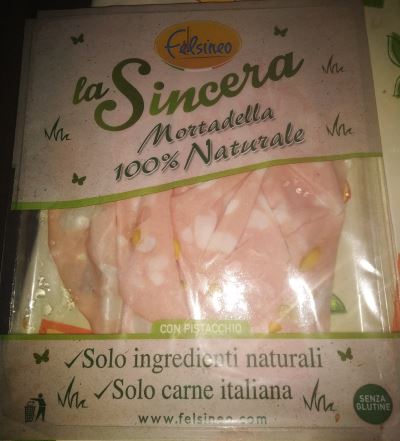 Felsineo
la Sincera
Mortadella
100% Naturale
CON PISTACCHIO
✓Solo ingredienti naturali
✓Solo carne italiana
SENZA
GLUTINE
www.felsineo.com